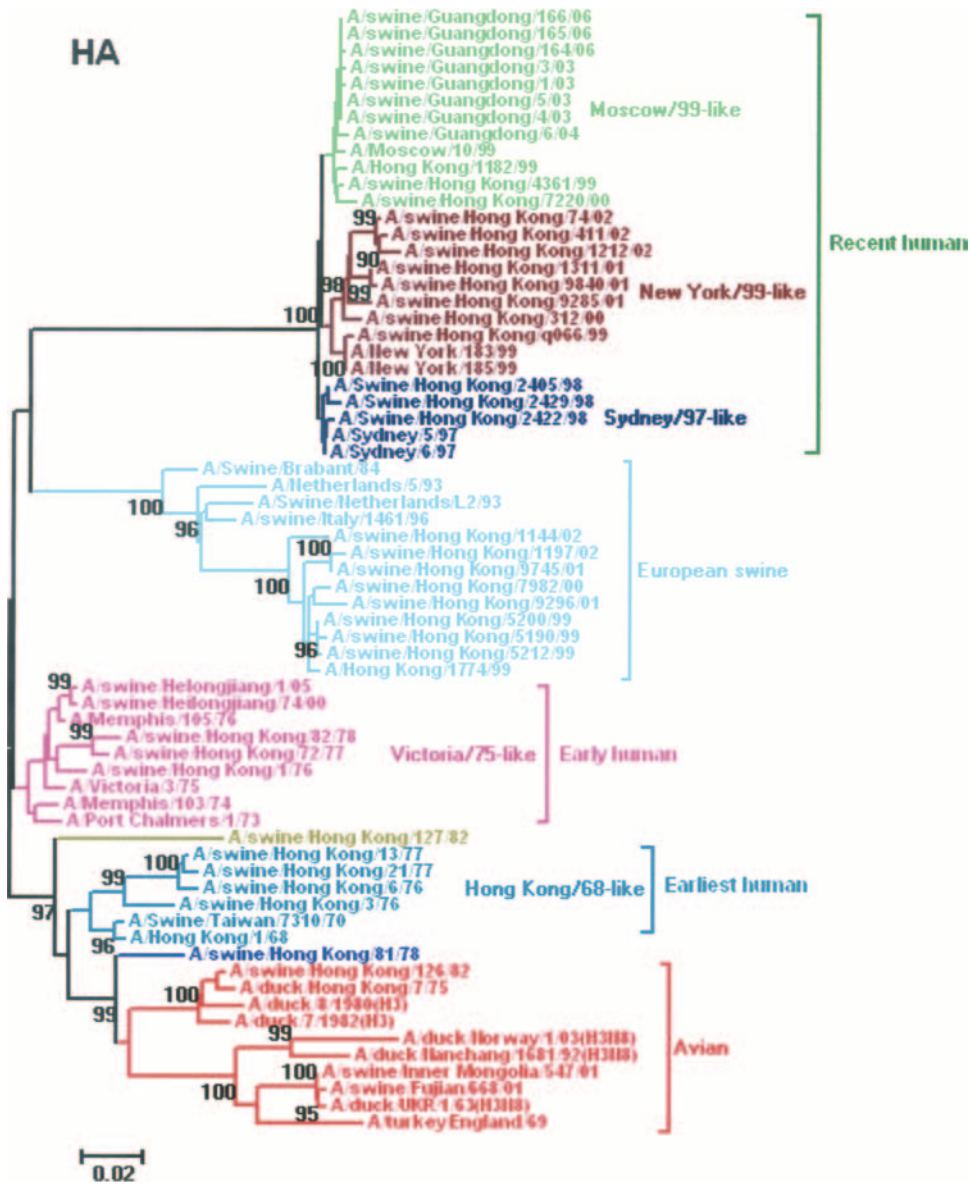 HA
A/swine/Guangdong/166/06
A/swine/Guangdong/165/06
A/swine/Guangdong/164/06
A/swine/Guangdong/3/03
A/swine/Guangdong/1/03
A/swine/Guangdong/5/03
A/swine/Guangdong/4/03
A/swine/Guangdong/6/04
A/Moscow/10/99
A/Hong Kong/1182/99
A/swine/Hong Kong/4361/99
A/swine/Hong Kong/7220/00
Moscow/99-like
99
A/swine/Hong Kong/74/02
A/swine/Hong Kong/411/02
A/swine/Hong Kong/1212/02
90
A/swine/Hong Kong/1311/01
98
A/swine/Hong Kong/9840/01
99
A/swine/Hong Kong/9285/01
100
A/swine/Hong Kong/312/00
A/swine/Hong Kong/q066/99
A/New York/183/99
100
A/New York/185/99
New York/99-like
A/Swine/Hong Kong/2405/98
A/Swine/Hong Kong/2429/98
A/Swine/Hong Kong/2422/98
A/Sydney/5/97
A/Sydney/6/97
Sydney/97-like
Recent human
A/Swine/Brabant/84
A/Netherlands/5/93
100
A/Swine/Netherlands/L2/93
96
A/swine/Italy/1461/96
A/swine/Hong Kong/1144/02
100
A/swine/Hong Kong/1197/02
A/swine/Hong Kong/9745/01
100
A/swine/Hong Kong/7982/00
A/swine/Hong Kong/9296/01
A/swine/Hong Kong/5200/99
A/swine/Hong Kong/5190/99
96
A/swine/Hong Kong/5212/99
A/Hong Kong/1774/99
European swine
99
A/swine/Helongjiang/1/05
A/swine/Heilongjiang/74/00
A/Memphis/105/76
99
A/swine/Hong Kong/82/78
A/swine/Hong Kong/72/77
A/swine/Hong Kong/1/76
A/Victoria/3/75
A/Memphis/103/74
A/Port Chalmers/1/73
Victoria/75-like
Early human
A/swine/Hong Kong/127/82
97
100
A/swine/Hong Kong/13/77
A/swine/Hong Kong/21/77
99
A/swine/Hong Kong/6/76
A/swine/Hong Kong/3/76
A/Swine/Taiwan/7310/70
96
A/Hong Kong/1/68
Hong Kong/68-like
Earliest human
A/swine/Hong Kong/81/78
99
A/swine/Hong Kong/126/82
A/duck/Hong Kong/7/75
100
A/duck/8/1980(H3)
A/duck/7/1982(H3)
99
A/duck/Norway/1/03(H3N8)
A/duck/Nanchang/1681/92(H3N8)
100
A/swine/Inner Mongolia/547/01
100
A/swine/Fujian/668/01
95
A/duck/UKR/1/63(H3N8)
A/turkey/England/69
Avian
0.02